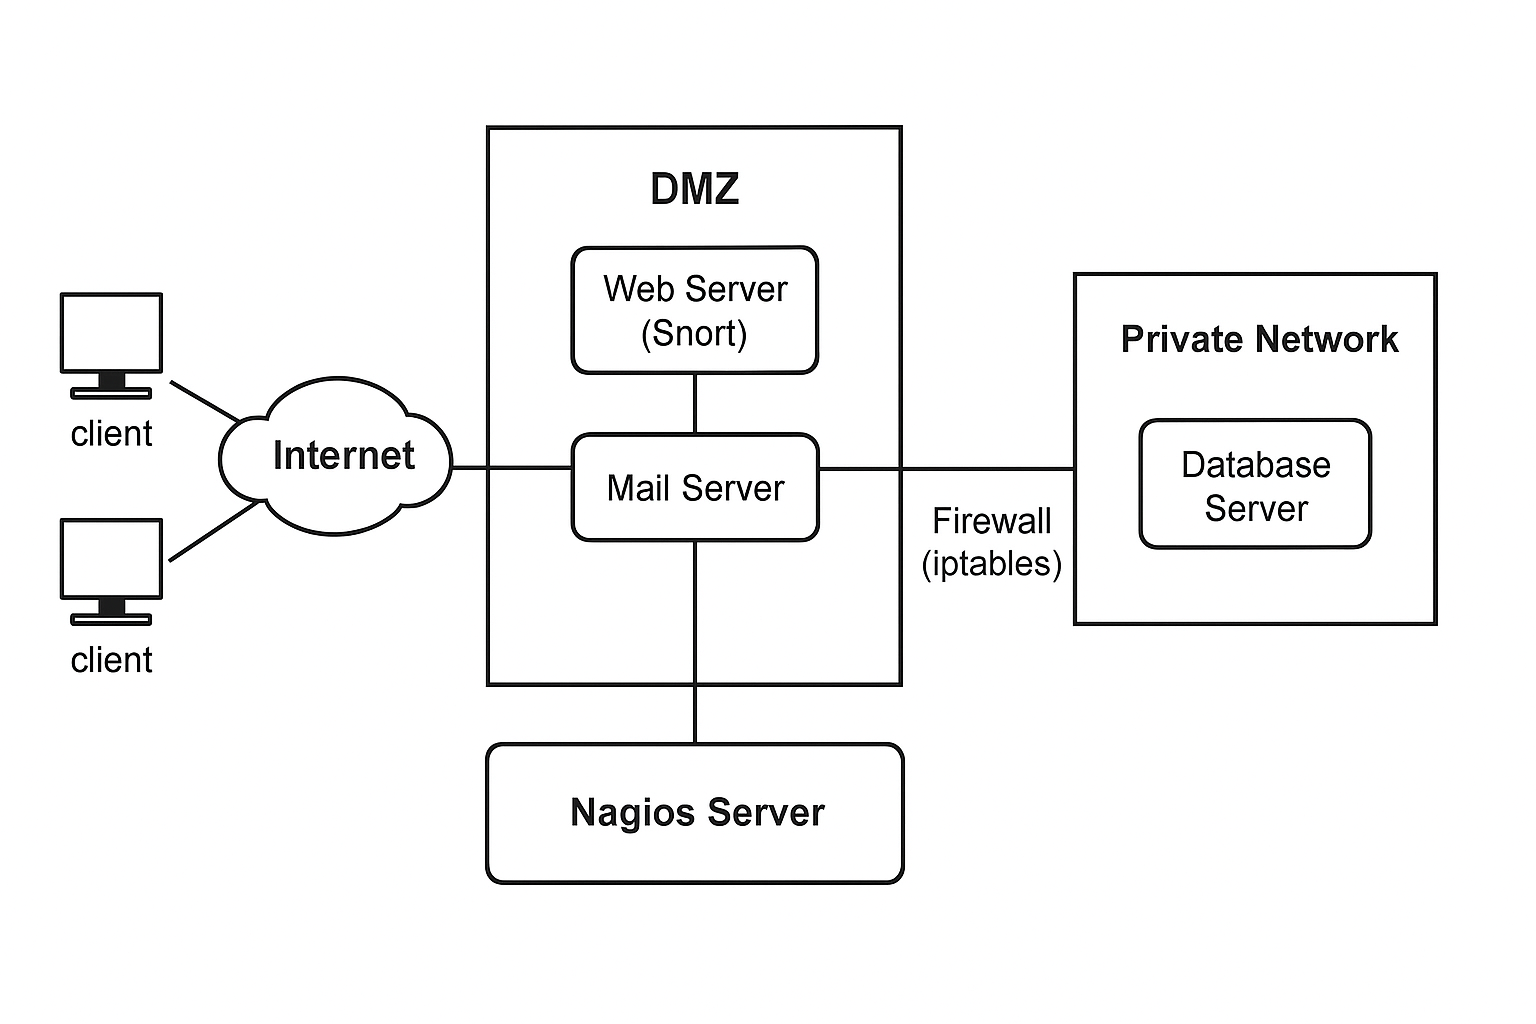 DMZ
Web Server
(Snort)
client
Internet
Mail Server
client
Firewall
(iptables)
Private Network
Database
Server
Nagios Server